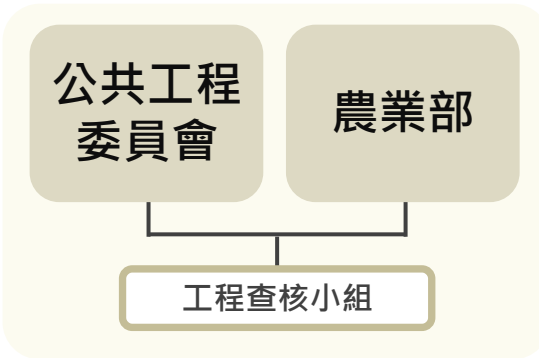 公共工程
委員會
農業部
工程查核小組